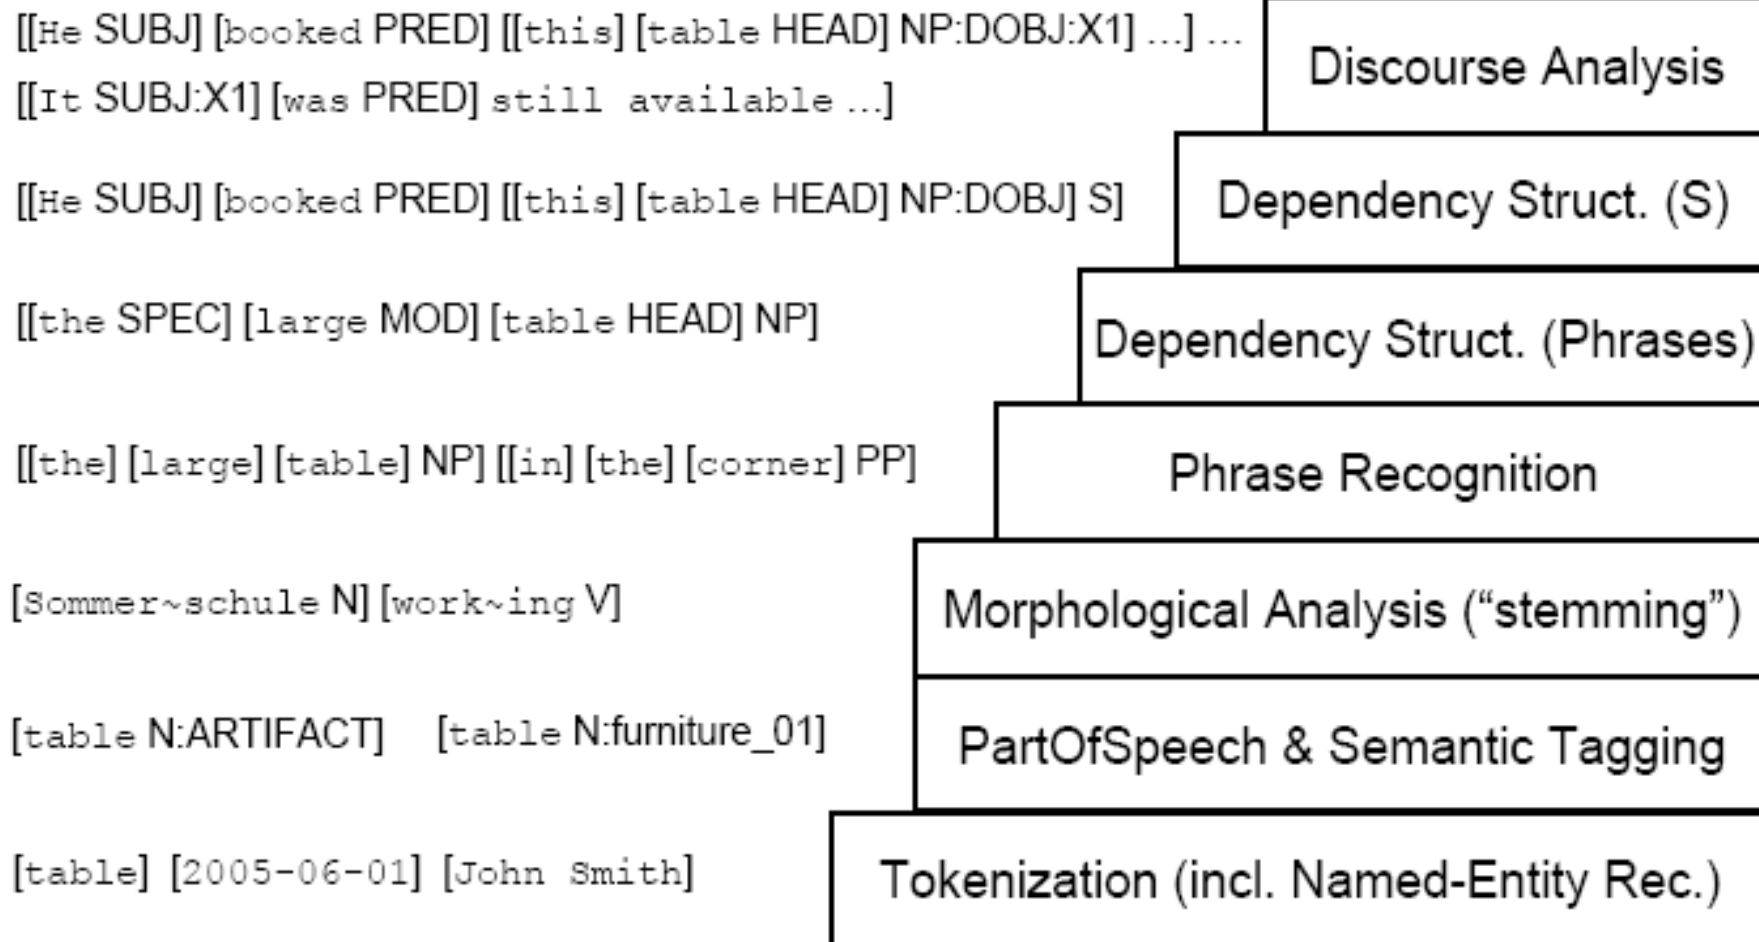 [[He SUBJ] [booked PRED] [[this] [table HEAD] NP:DOBJ:X1] ...] ...
[[It SUBJ:X1] [was PRED] still available ...]
Discourse Analysis
[[He SUBJ] [booked PRED] [[this] [table HEAD] NP:DOBJ] S]
Dependency Struct. (S)
[[the SPEC] [large MOD] [table HEAD] NP]
Dependency Struct. (Phrases)
[[the] [large] [table] NP] [[in] [the] [corner] PP]
Phrase Recognition
[Sommer~schule N] [work~ing V]
Morphological Analysis (“stemming”)
[table N:ARTIFACT] [table N:furniture_01]
PartOfSpeech & Semantic Tagging
[table] [2005-06-01] [John Smith]
Tokenization (incl. Named-Entity Rec.)